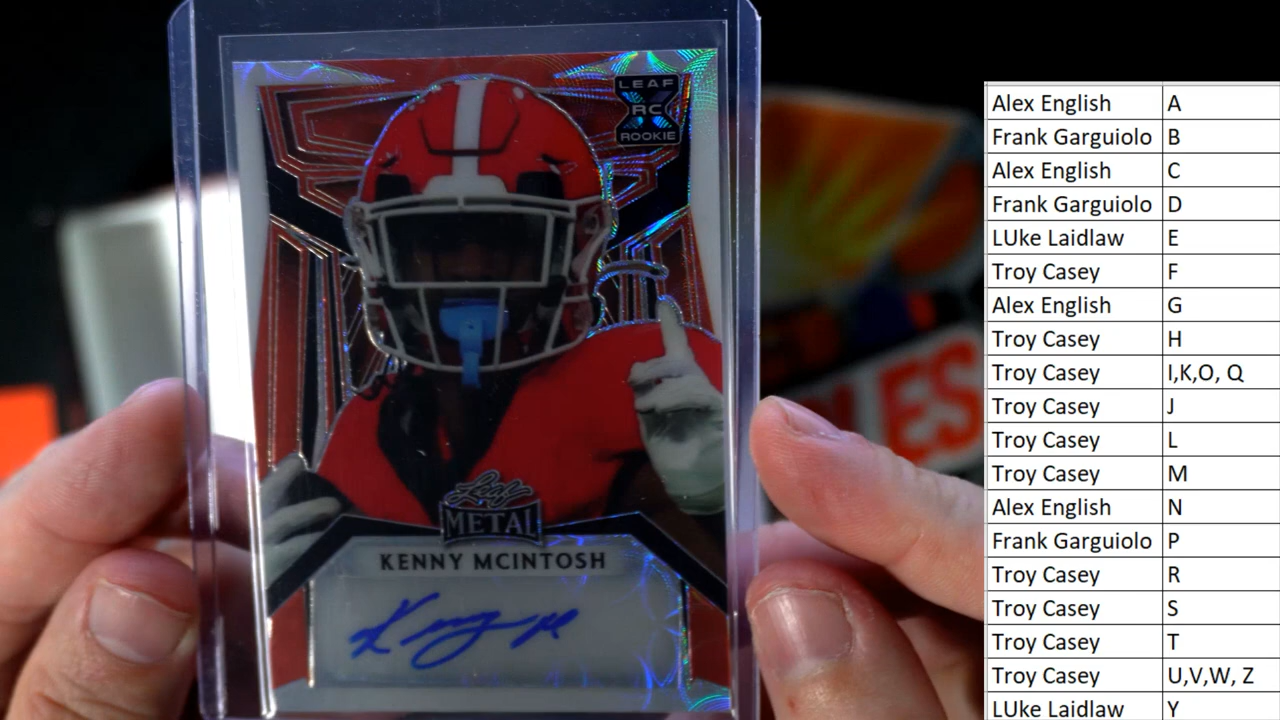 LEAF
RC
ROOKIE
Leaf
METAL
KENNY MCINTOSH
LES
Alex English A
Frank Garguiolo B
Alex English C
Frank Garguiolo D
LUke Laidlaw E
Troy Casey F
Alex English G
Troy Casey H
Troy Casey I,K,O, Q
Troy Casey J
Troy Casey L
Troy Casey M
Alex English N
Frank Garguiolo P
Troy Casey R
Troy Casey S
Troy Casey T
Troy Casey U,V,W, Z
LUke Laidlaw Y